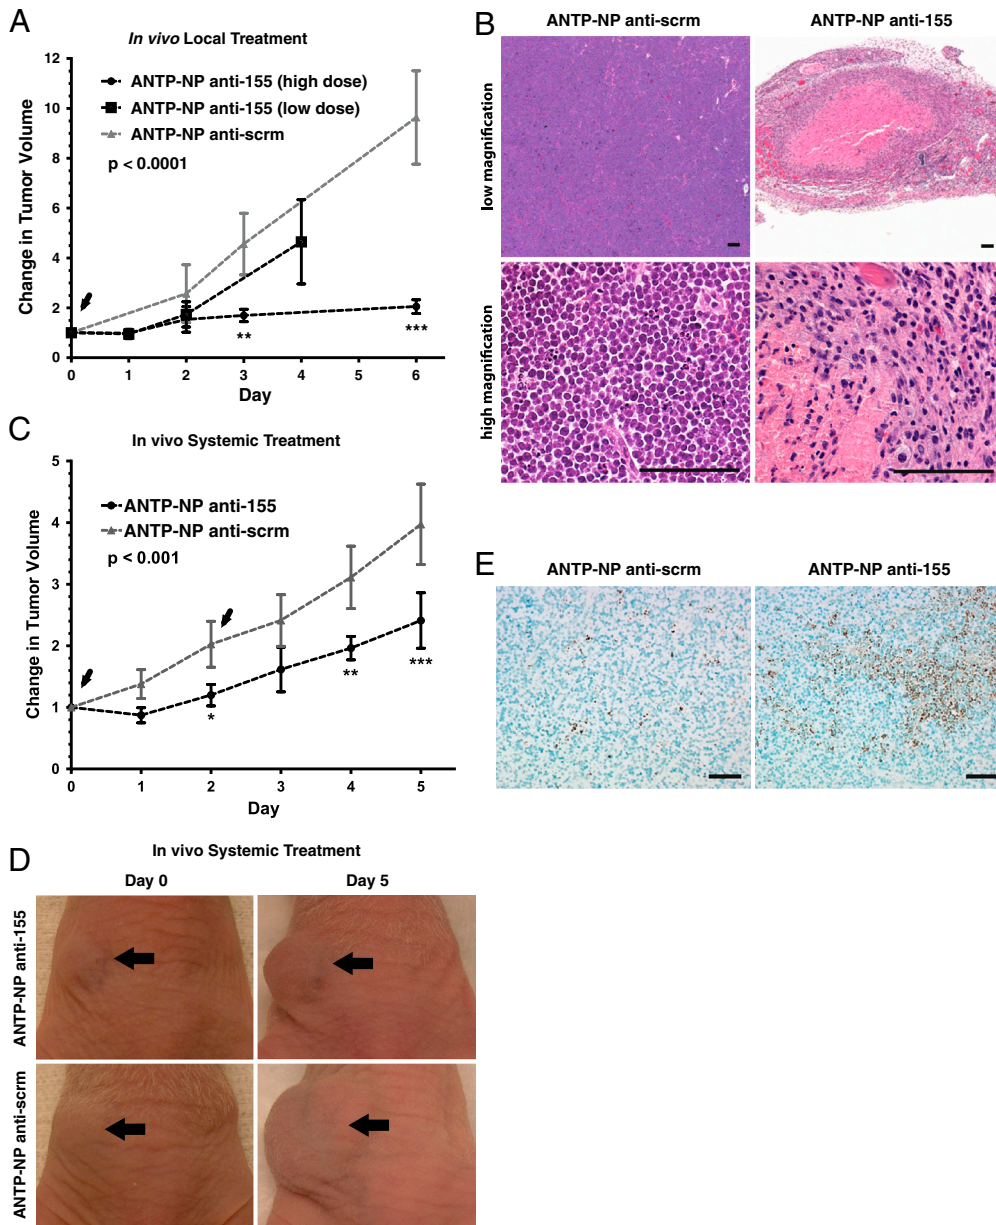 A
In vivo Local Treatment
Change in Tumor Volume
12
10
8
6
4
2
0
ANTP-NP anti-155 (high dose)
ANTP-NP anti-155 (low dose)
ANTP-NP anti-scrm
p < 0.0001
**
***
0 1 2 3 4 5 6
Day
B
ANTP-NP anti-scrm
ANTP-NP anti-155
low magnification
high magnification
C
In vivo Systemic Treatment
Change in Tumor Volume
5
4
3
2
1
0
ANTP-NP anti-155
ANTP-NP anti-scrm
p < 0.001
*
**
***
0 1 2 3 4 5
Day
E
ANTP-NP anti-scrm
ANTP-NP anti-155
D
In vivo Systemic Treatment
Day 0
Day 5
ANTP-NP anti-155
ANTP-NP anti-scrm